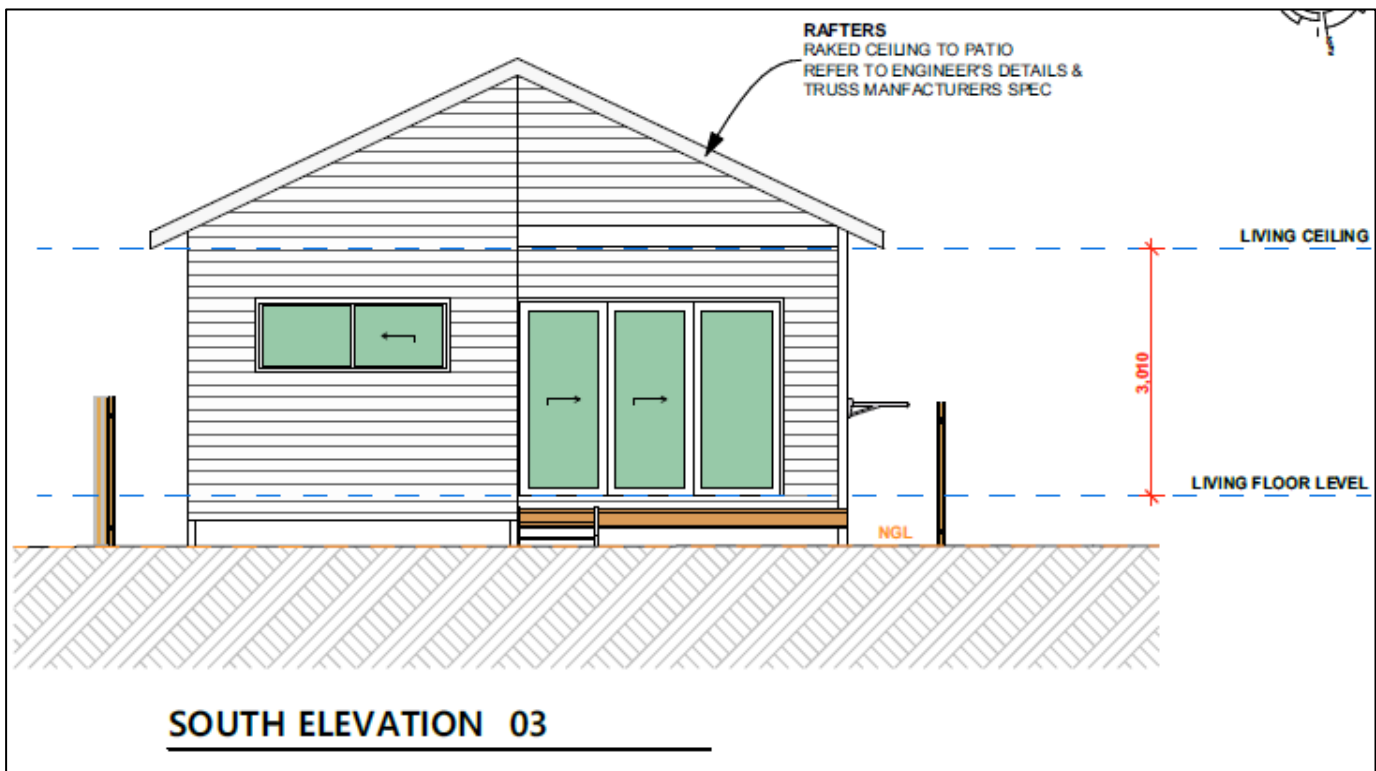 RAFTERS
RAKED CEILING TO PATIO
REFER TO ENGINEER'S DETAILS &
TRUSS MANFACTURERS SPEC
LIVING CEILING
3,010
LIVING FLOOR LEVEL
NGL
SOUTH ELEVATION 03